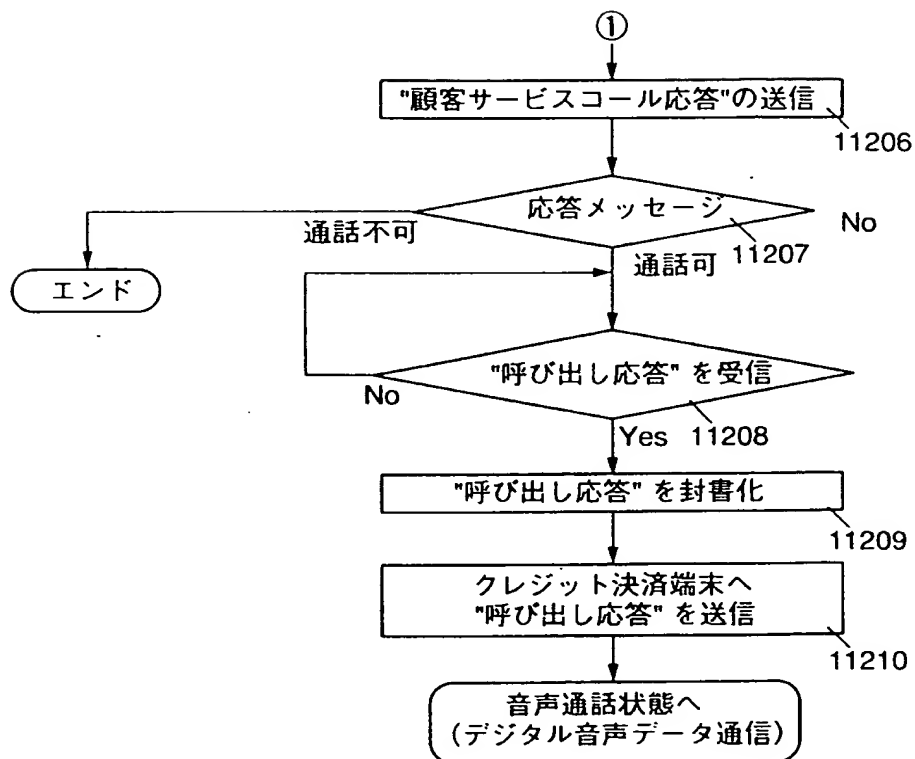 ①
"顧客サービスコール応答"の送信
11206
応答メッセージ
No
通話不可
11207
通話可
エンド
"呼び出し応答" を受信
No
Yes
11208
"呼び出し応答" を封書化
11209
クレジット決済端末へ
"呼び出し応答" を送信
11210
音声通話状態へ
(デジタル音声データ通信)